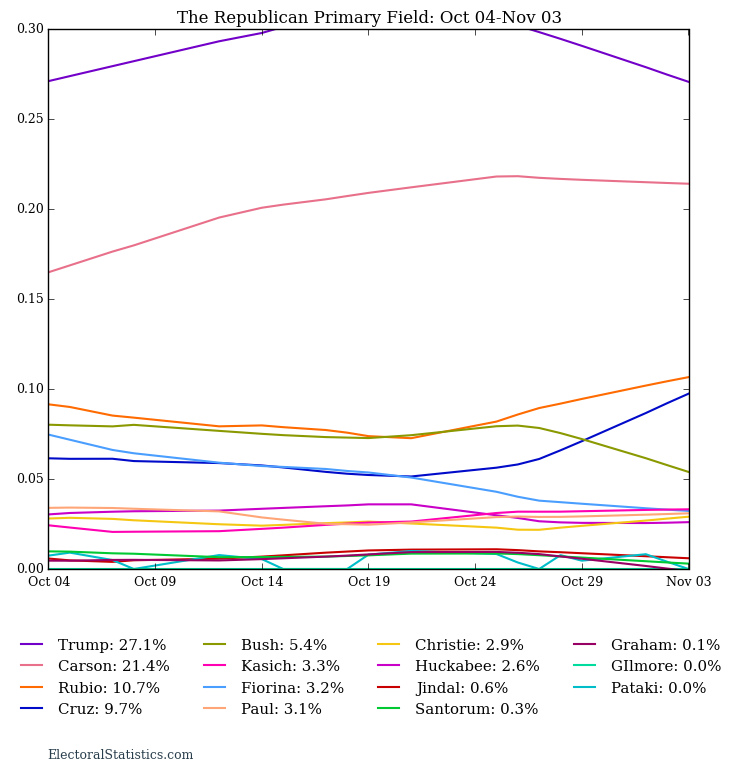 The Republican Primary Field: Oct 04-Nov 03
0.30
0.25
0.20
0.15
0.10
0.05
0.00
Oct 04 Oct 09 Oct 14 Oct 19 Oct 24 Oct 29 Nov 03
Trump: 27.1% Bush: 5.4% Christie: 2.9% Graham: 0.1%
Carson: 21.4% Kasich: 3.3% Huckabee: 2.6% GIlmore: 0.0%
Rubio: 10.7% Fiorina: 3.2% Jindal: 0.6% Pataki: 0.0%
Cruz: 9.7% Paul: 3.1% Santorum: 0.3%
ElectoralStatistics.com